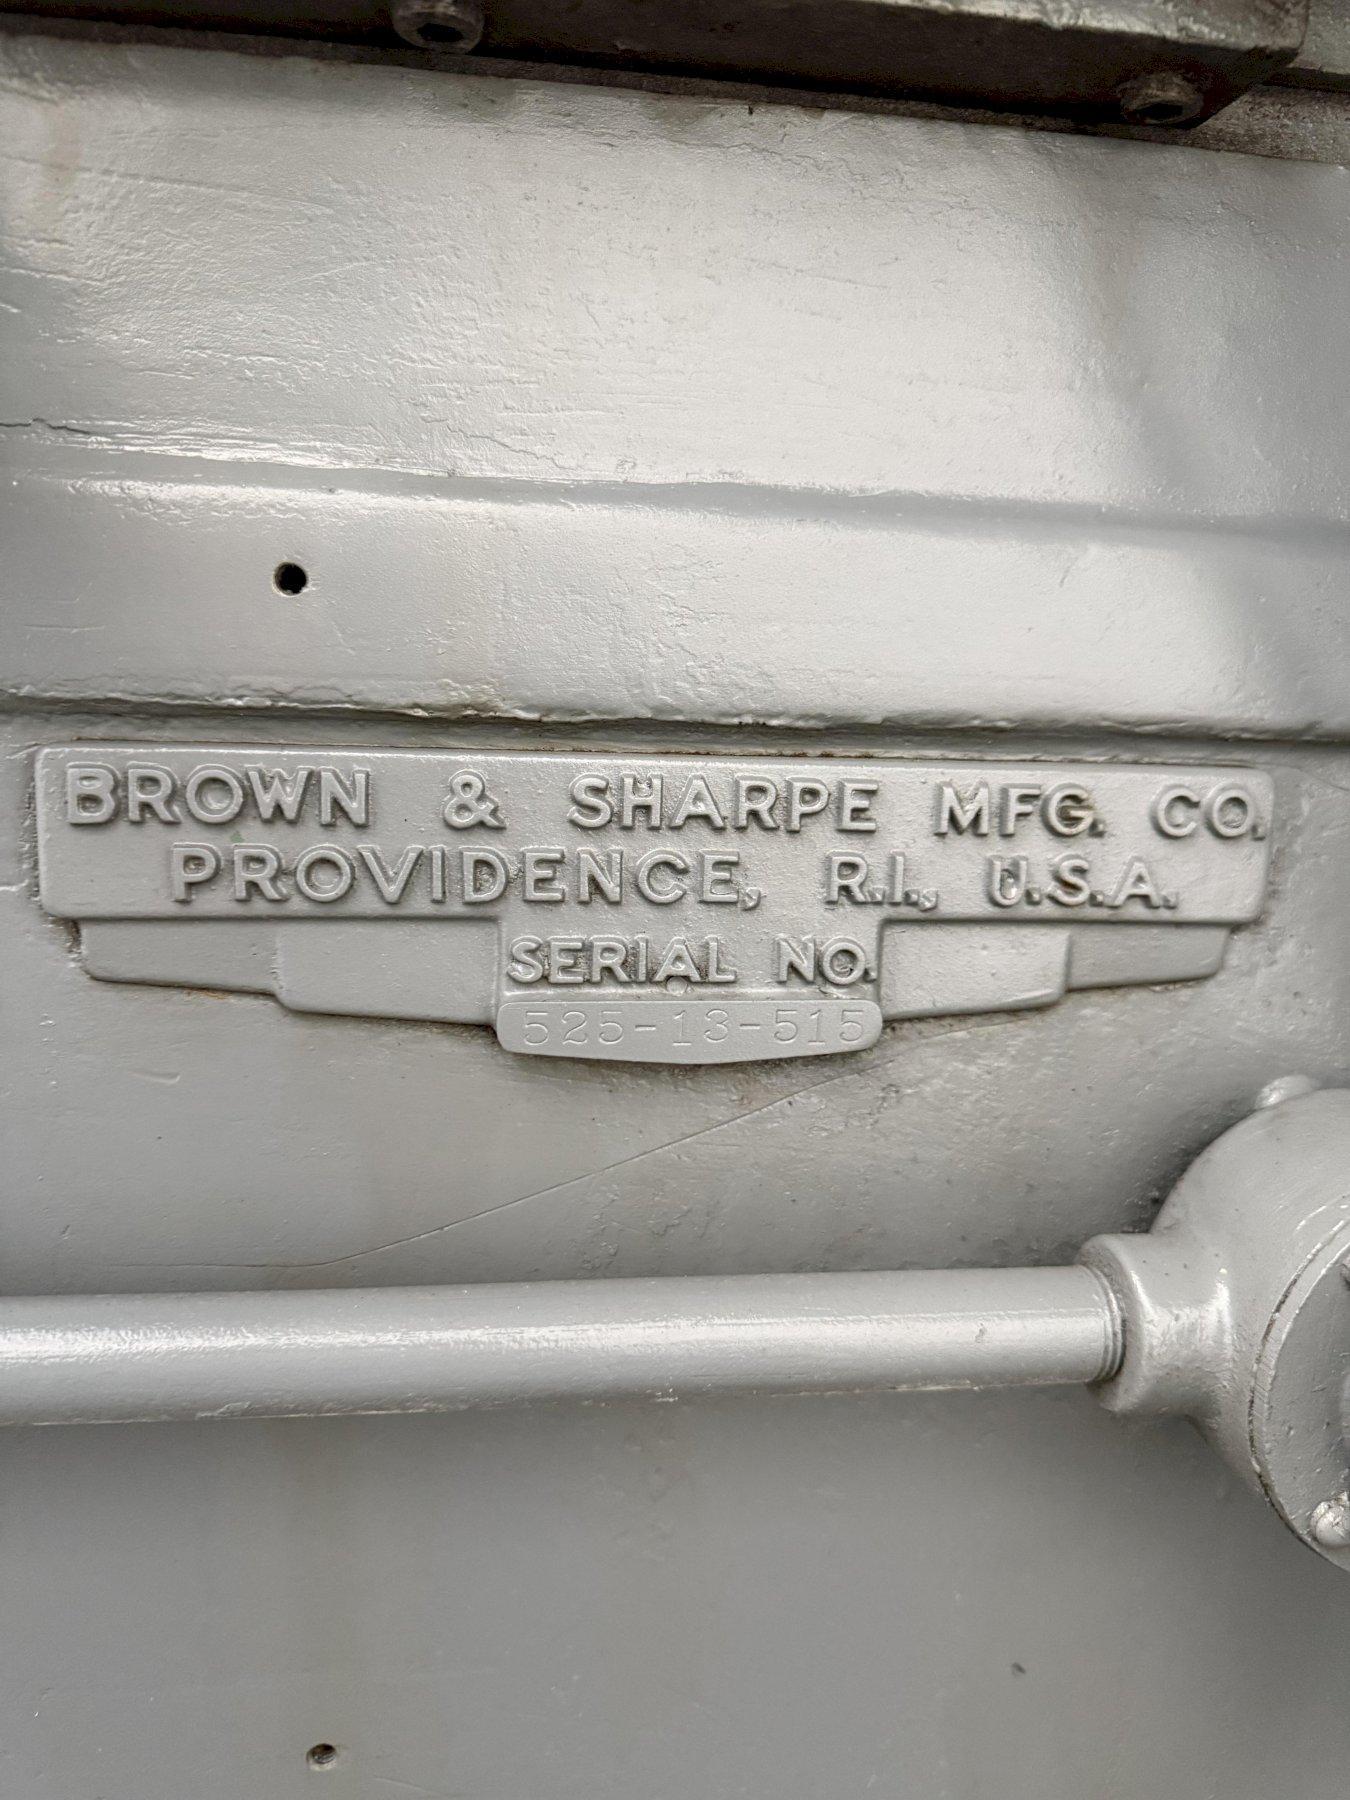 BROWN & SHARPE MFG. CO.
PROVIDENCE, R.I., U.S.A.
SERIAL NO.
525-13-515